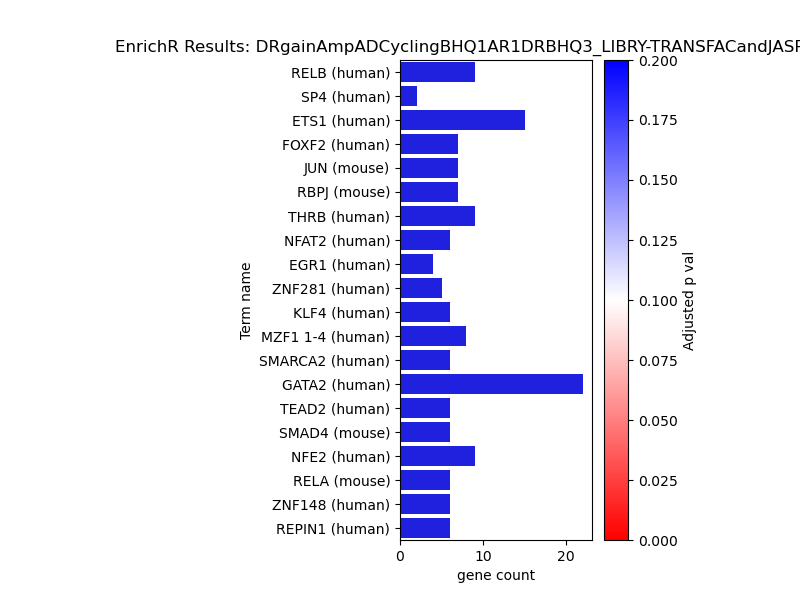 EnrichR Results: DRgainAmpADCyclingBHQ1AR1DRBHQ3_LIBRY-TRANSFACandJASP
RELB (human)
SP4 (human)
ETS1 (human)
FOXF2 (human)
JUN (mouse)
RBPJ (mouse)
THRB (human)
NFAT2 (human)
EGR1 (human)
ZNF281 (human)
KLF4 (human)
MZF1 1-4 (human)
SMARCA2 (human)
GATA2 (human)
TEAD2 (human)
SMAD4 (mouse)
NFE2 (human)
RELA (mouse)
ZNF148 (human)
REPIN1 (human)
Term name
0 10 20
gene count
0.200
0.175
0.150
0.125
0.100
0.075
0.050
0.025
0.000
Adjusted p val